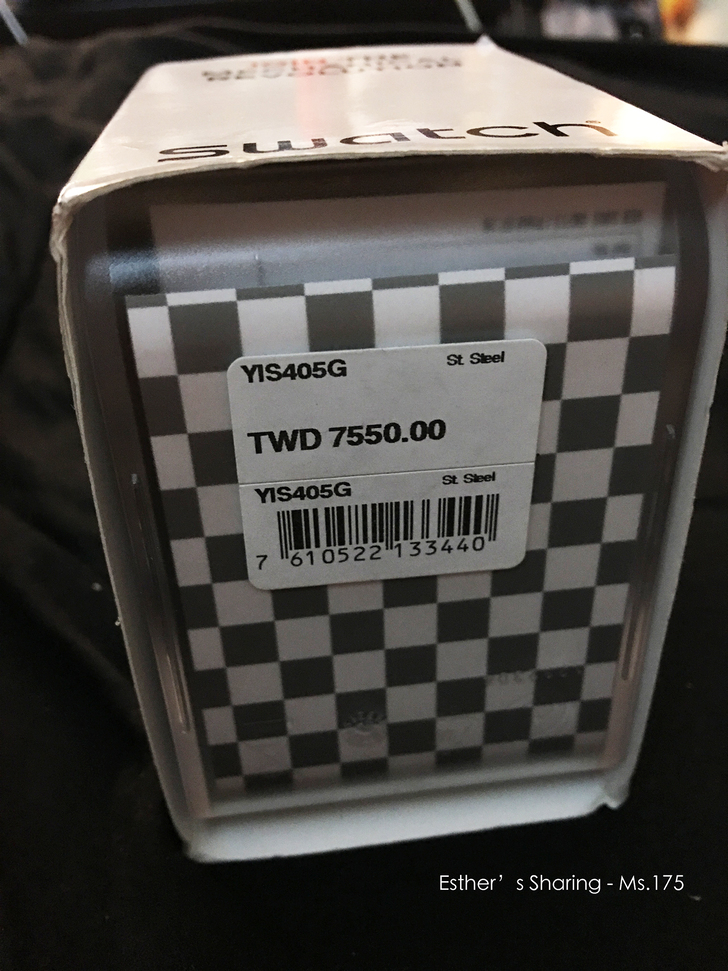 swatch
YIS405G St. Steel
TWD 7550.00
YIS405G St. Steel
7 610522 133440
Esther’s Sharing - Ms.175